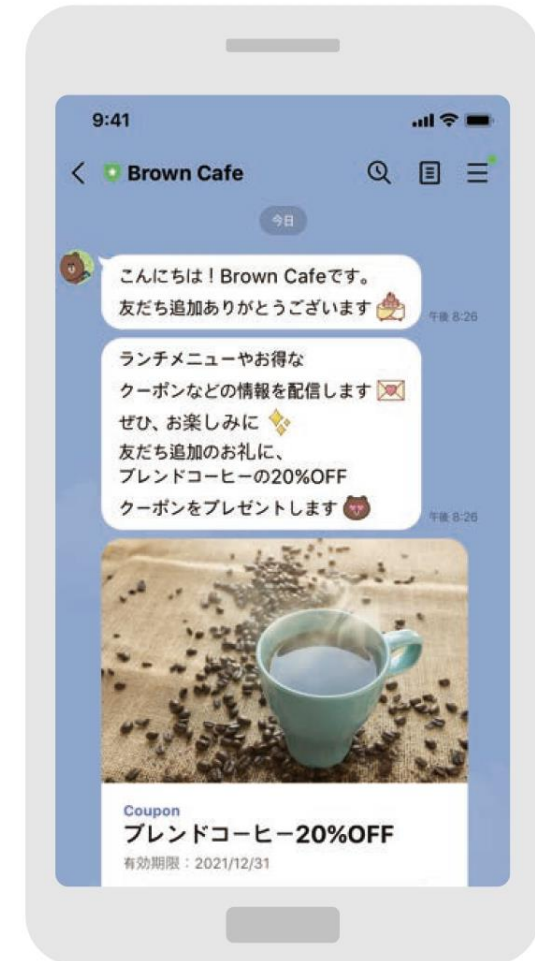 9:41
Brown Cafe
今日
こんにちは！Brown Cafeです。
友だち追加ありがとうございます
午後 8:26
ランチメニューやお得な
クーポンなどの情報を配信します
ぜひ、お楽しみに
友だち追加のお礼に、
ブレンドコーヒーの20%OFF
クーポンをプレゼントします
午後 8:26
Coupon
ブレンドコーヒー20%OFF
有効期限：2021/12/31